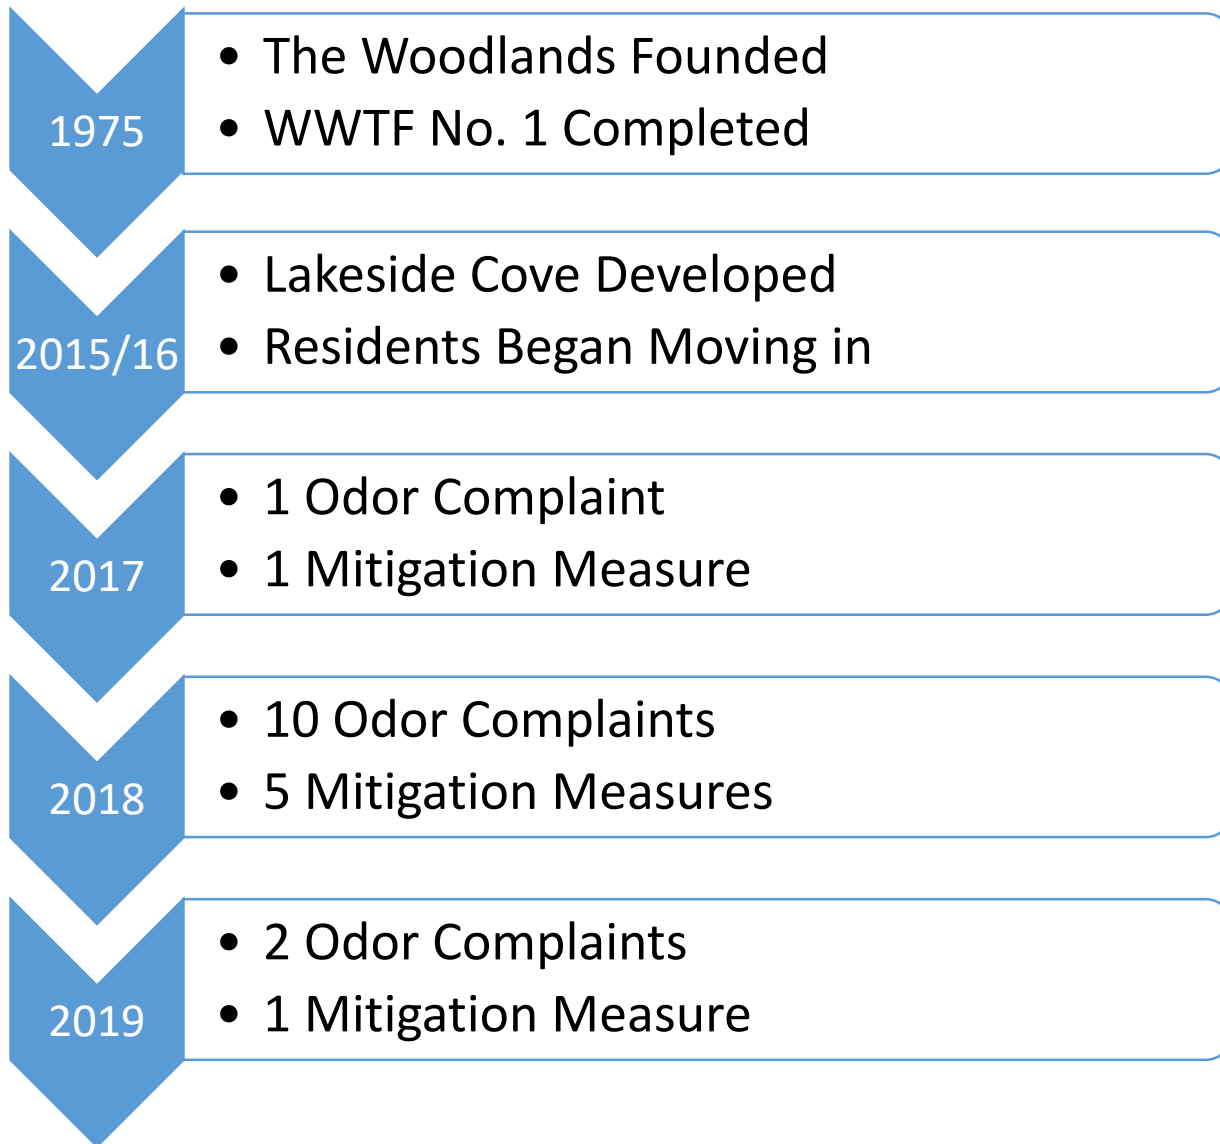 1975
• The Woodlands Founded
• WWTF No. 1 Completed
2015/16
• Lakeside Cove Developed
• Residents Began Moving in
2017
• 1 Odor Complaint
• 1 Mitigation Measure
2018
• 10 Odor Complaints
• 5 Mitigation Measures
2019
• 2 Odor Complaints
• 1 Mitigation Measure